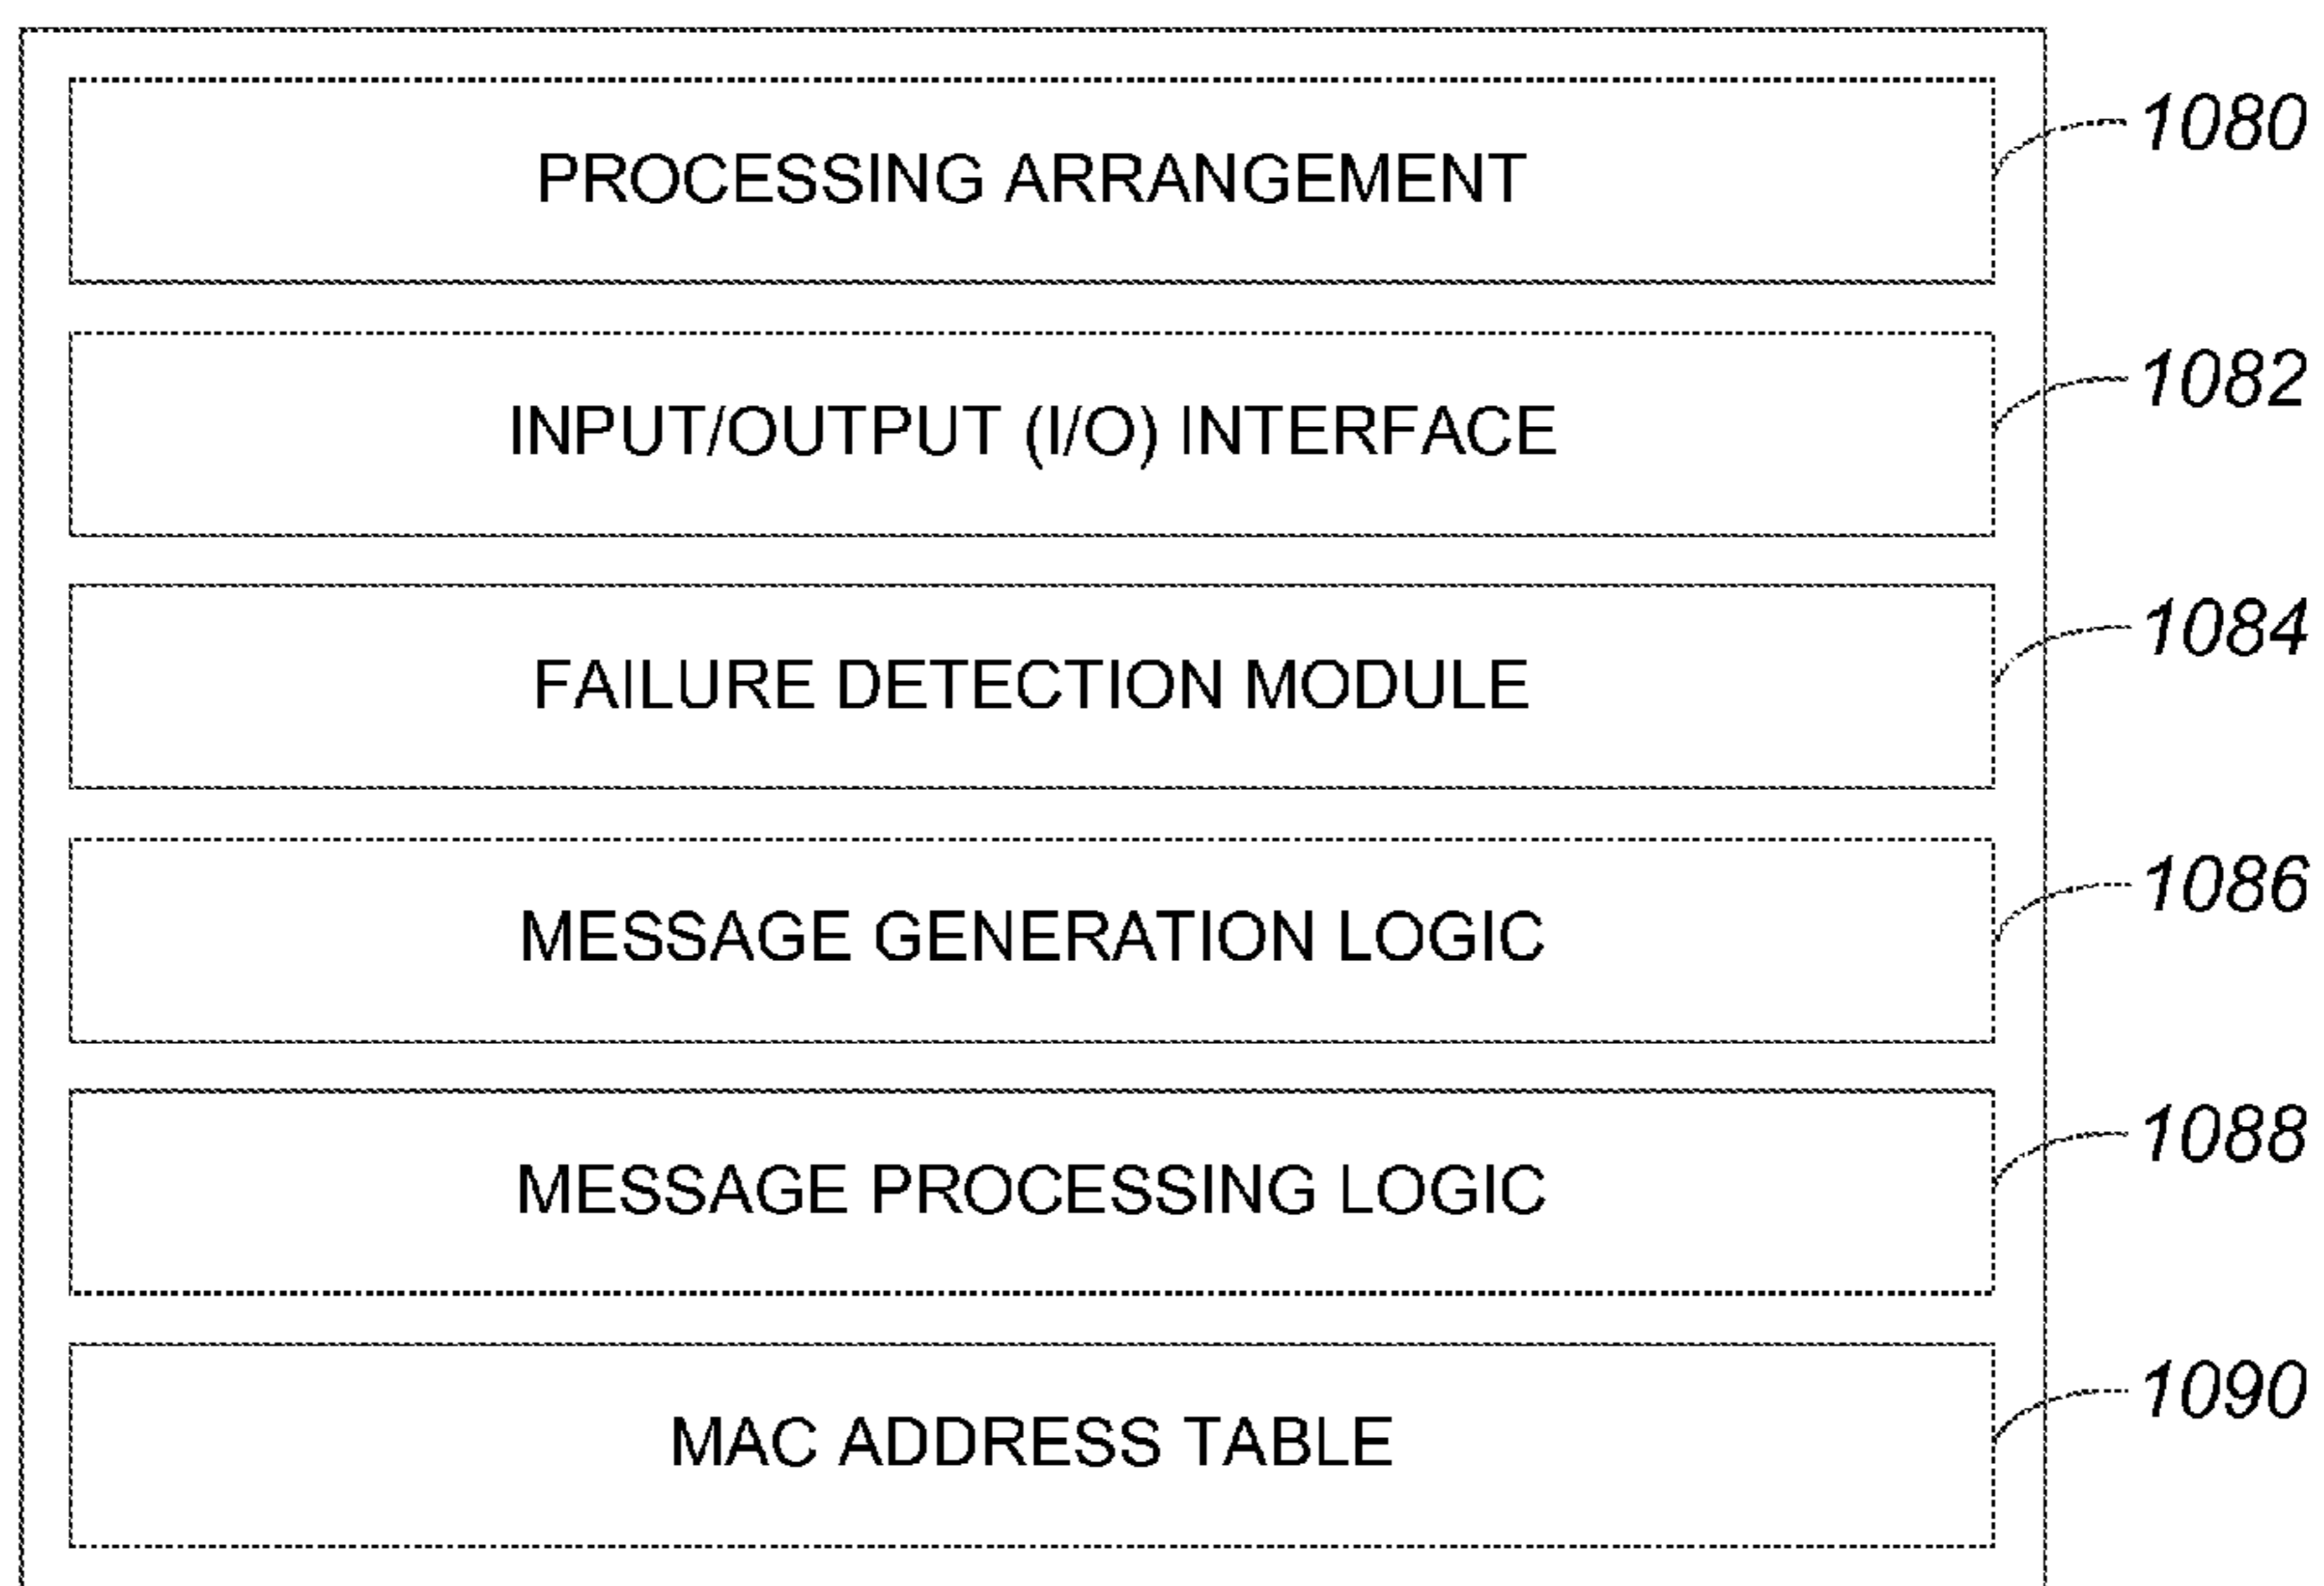 PROCESSING ARRANGEMENT
1080
INPUT/OUTPUT (I/O) INTERFACE
1082
FAILURE DETECTION MODULE
1084
MESSAGE GENERATION LOGIC
1086
MESSAGE PROCESSING LOGIC
1088
MAC ADDRESS TABLE
1090